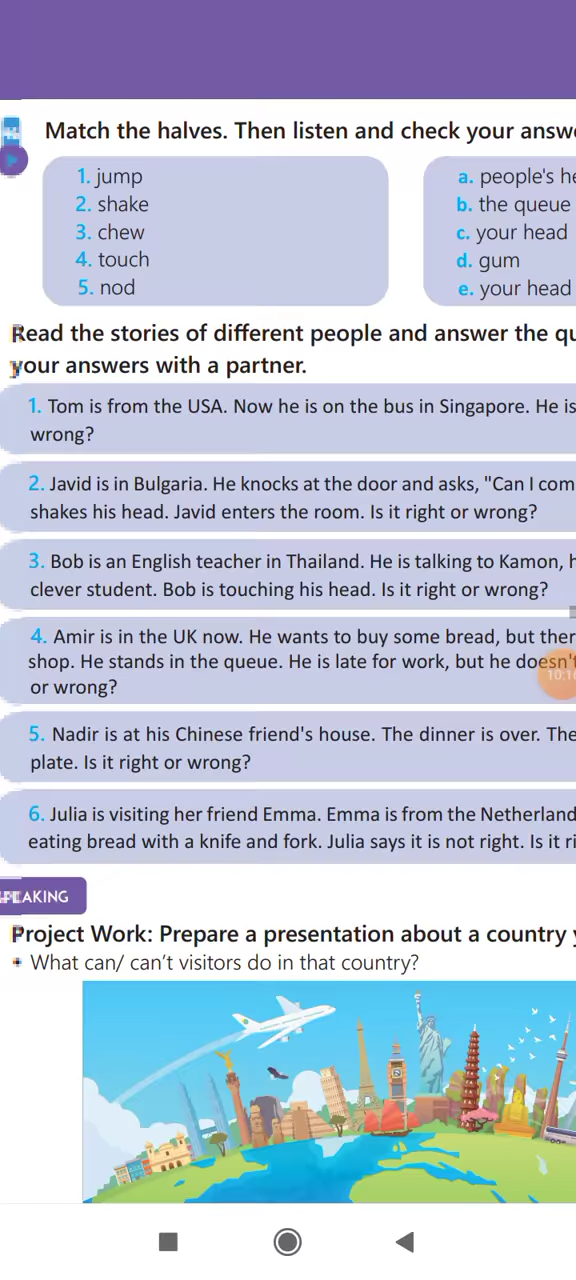 Match the halves. Then listen and check your answe
1. jump
2. shake
3. chew
4. touch
5. nod
a. people's he
b. the queue
c. your head
d. gum
e. your head
Read the stories of different people and answer the qu
your answers with a partner.
1. Tom is from the USA. Now he is on the bus in Singapore. He is
wrong?
2. Javid is in Bulgaria. He knocks at the door and asks, "Can I com
shakes his head. Javid enters the room. Is it right or wrong?
3. Bob is an English teacher in Thailand. He is talking to Kamon, h
clever student. Bob is touching his head. Is it right or wrong?
4. Amir is in the UK now. He wants to buy some bread, but ther
shop. He stands in the queue. He is late for work, but he doesn't
or wrong?
5. Nadir is at his Chinese friend's house. The dinner is over. The
plate. Is it right or wrong?
6. Julia is visiting her friend Emma. Emma is from the Netherland
eating bread with a knife and fork. Julia says it is not right. Is it ri
EAKING
Project Work: Prepare a presentation about a country y
• What can/ can't visitors do in that country?